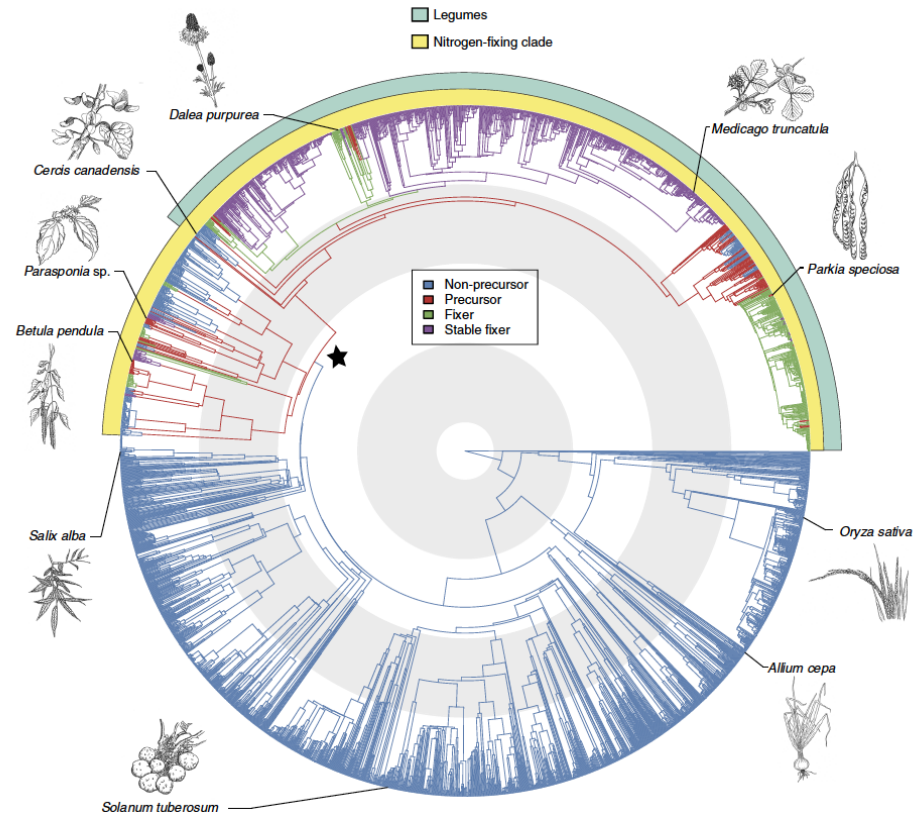 Legumes
Nitrogen-fixing clade
Dalea purpurea
Medicago truncatula
Cercis canadensis
Parasponia sp.
Parkia speciosa
Non-precursor
Precursor
Fixer
Stable fixer
Betula pendula
Salix alba
Oryza sativa
Allium cepa
Solanum tuberosum